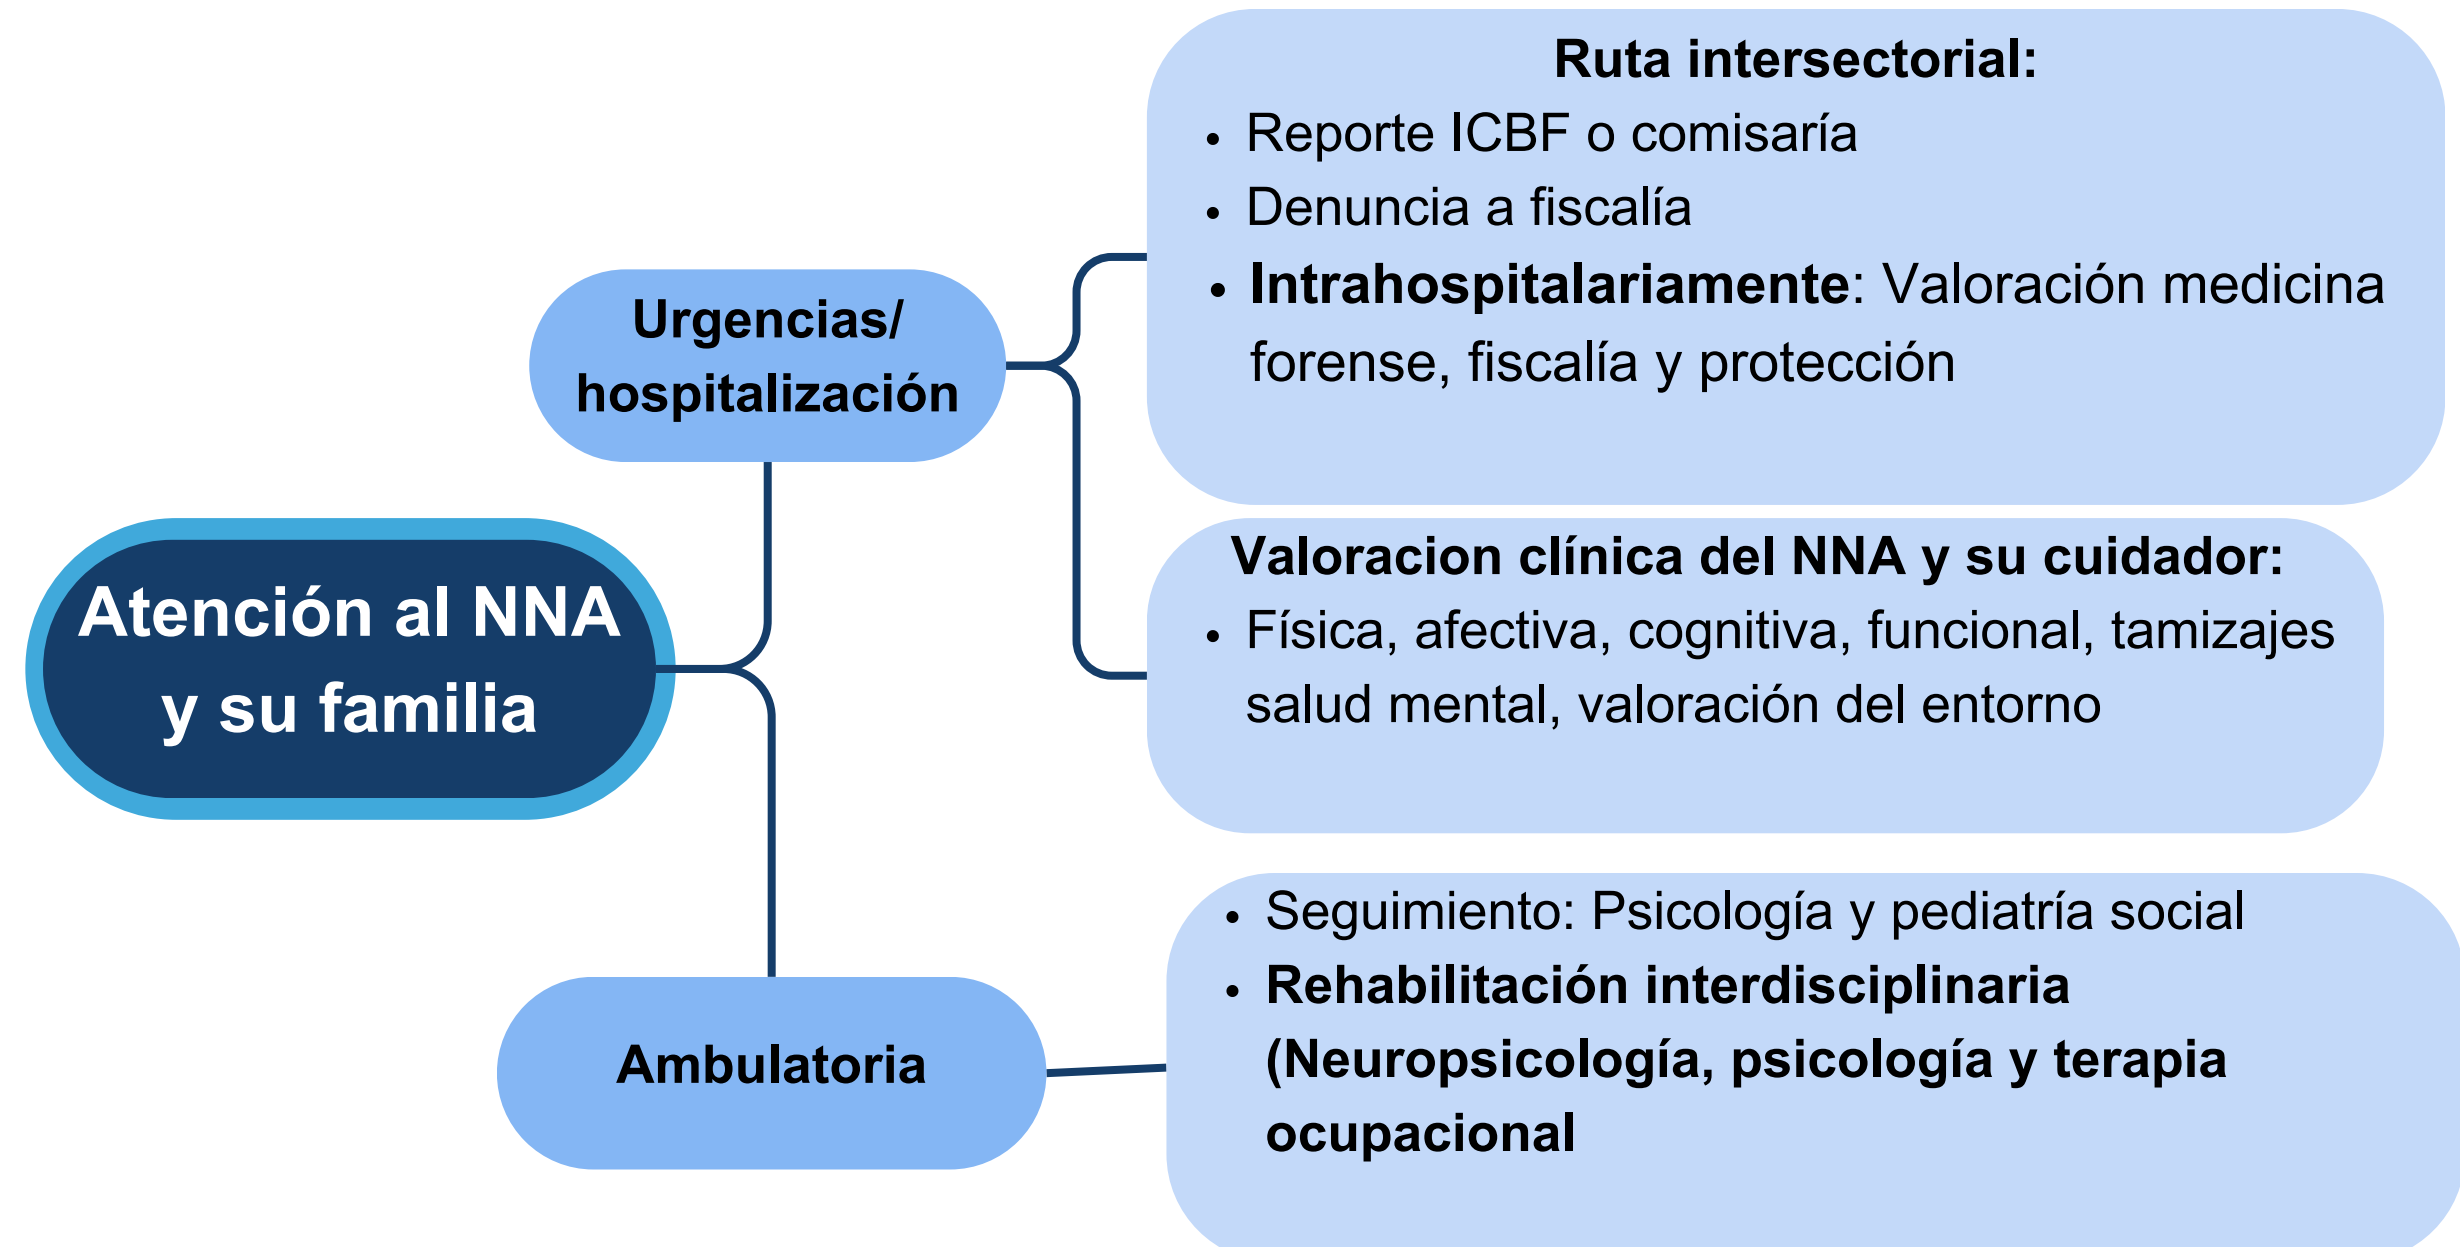 Atención al NNA
y su familia
Urgencias/
hospitalización
Ruta intersectorial:
• Reporte ICBF o comisaría
• Denuncia a fiscalía
• Intrahospitalariamente: Valoración medicina
forense, fiscalía y protección
Valoracion clínica del NNA y su cuidador:
• Física, afectiva, cognitiva, funcional, tamizajes
salud mental, valoración del entorno
Ambulatoria
• Seguimiento: Psicología y pediatría social
• Rehabilitación interdisciplinaria
(Neuropsicología, psicología y terapia
ocupacional